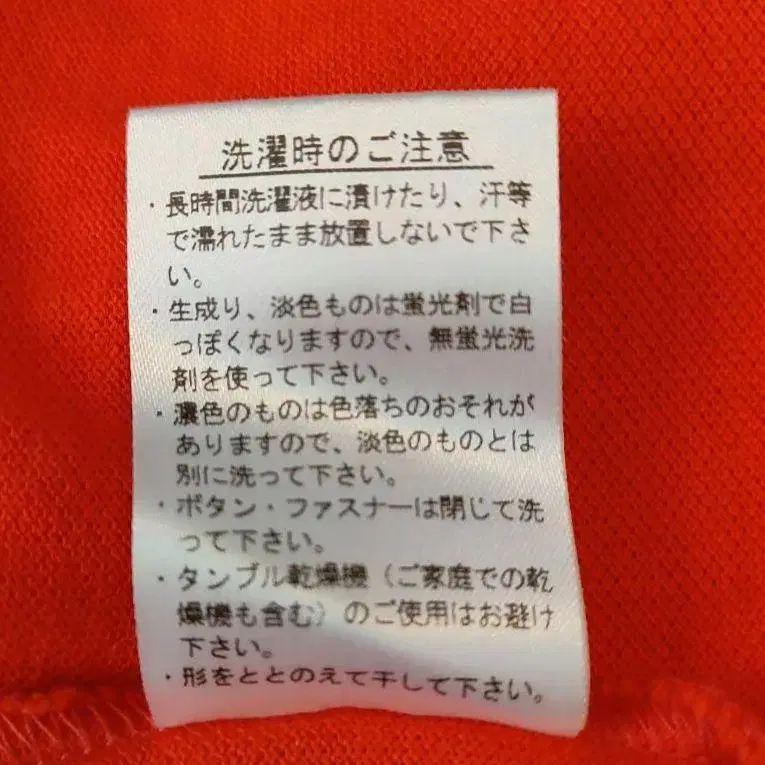 洗濯時のご注意
・長時間洗濯液に漬けたり、汗等
で濡れたまま放置しないで下さ
い。
・生成り、淡色ものは蛍光剤で白
っぽくなりますので、無蛍光洗
剤を使って下さい。
・濃色のものは色落ちのおそれが
ありますので、淡色のものとは
別に洗って下さい。
・ボタン・ファスナーは閉じて洗
って下さい。
・タンブル乾燥機（ご家庭での乾
燥機も含む）のご使用はお避け
下さい。
・形をととのえて干して下さい。